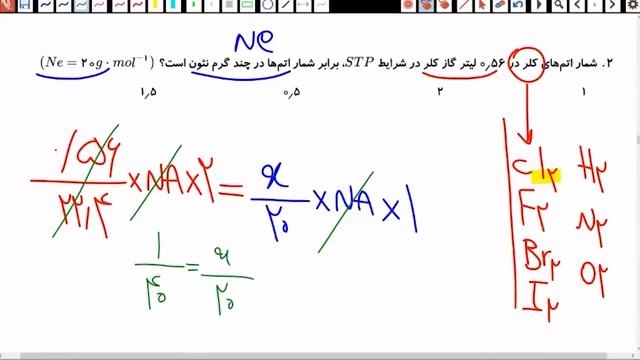 Ne
۲. شمار اتم‌های کلر در ۰٫۵۶ لیتر گاز کلر در شرایط STP، برابر شمار اتم‌ها در چند گرم نئون است؟ (Ne = ۲۰g · mol⁻¹)
۱ ۲ ۰٫۵ ۱٫۵
۰٫۵۶/۲۲٫۴ × NA × ۲ = x/۲۰ × NA × ۱
۱/۴۰ = x/۲۰
Cl۲ H۲
F۲ N۲
Br۲ O۲
I۲